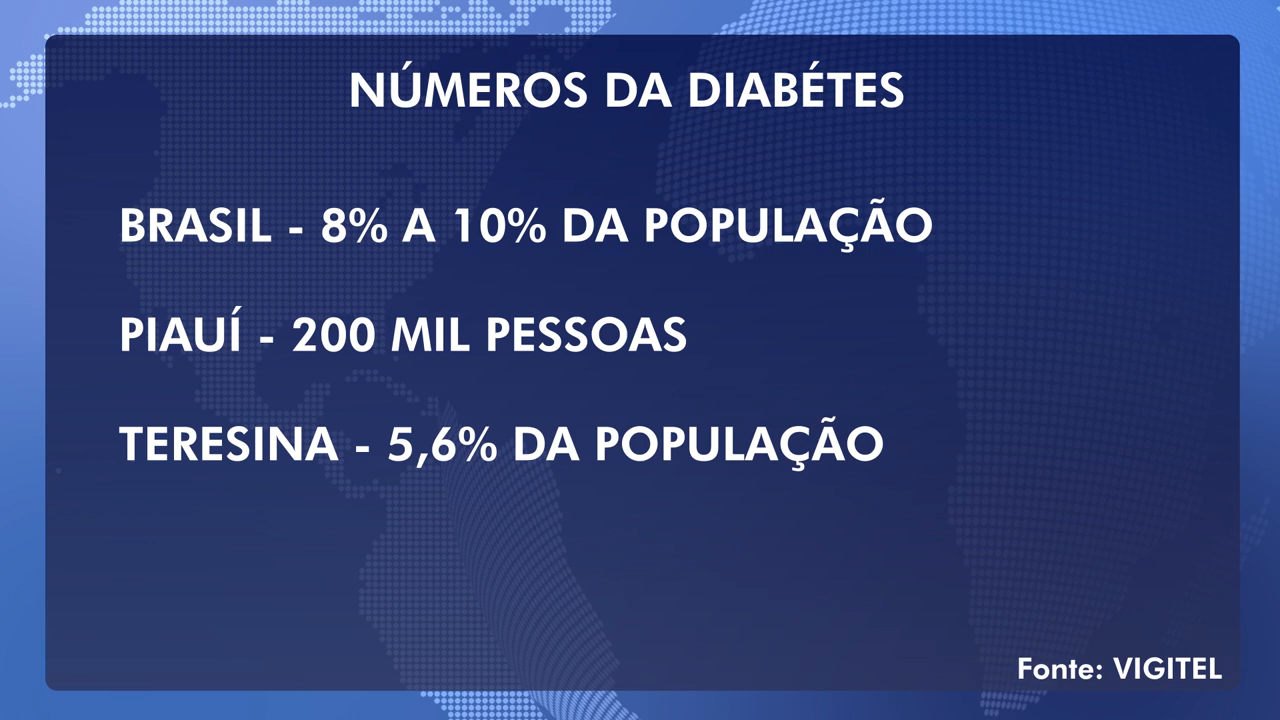 NÚMEROS DA DIABÉTES
BRASIL - 8% A 10% DA POPULAÇÃO
PIAUÍ - 200 MIL PESSOAS
TERESINA - 5,6% DA POPULAÇÃO
Fonte: VIGITEL